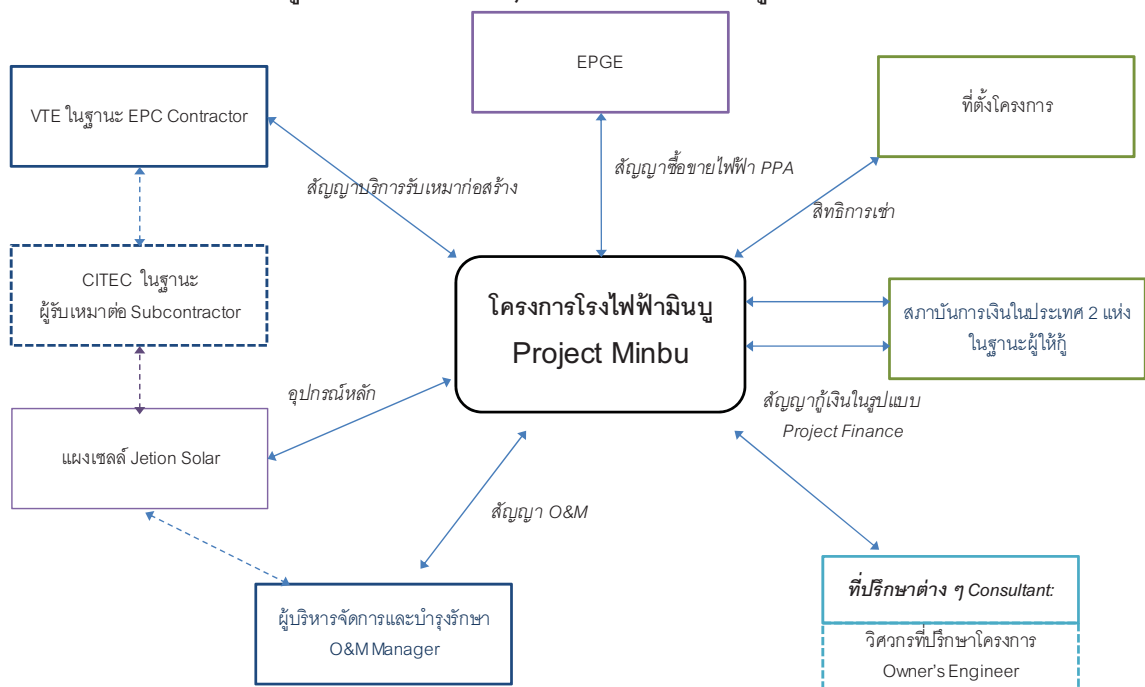 EPGE
VTE ในฐานะ EPC Contractor
ที่ตั้งโครงการ
สัญญาซื้อขายไฟฟ้า PPA
สัญญาบริการรับเหมาก่อสร้าง
สิทธิการเช่า
CITEC ในฐานะ
ผู้รับเหมาต่อ Subcontractor
โครงการโรงไฟฟ้ามินบู
Project Minbu
สถาบันการเงินในประเทศ 2 แห่ง
ในฐานะผู้ให้กู้
อุปกรณ์หลัก
สัญญากู้เงินในรูปแบบ
Project Finance
แผงเซลล์ Jetion Solar
สัญญา O&M
ผู้บริหารจัดการและบำรุงรักษา
O&M Manager
ที่ปรึกษาต่าง ๆ Consultant:
วิศวกรที่ปรึกษาโครงการ
Owner's Engineer